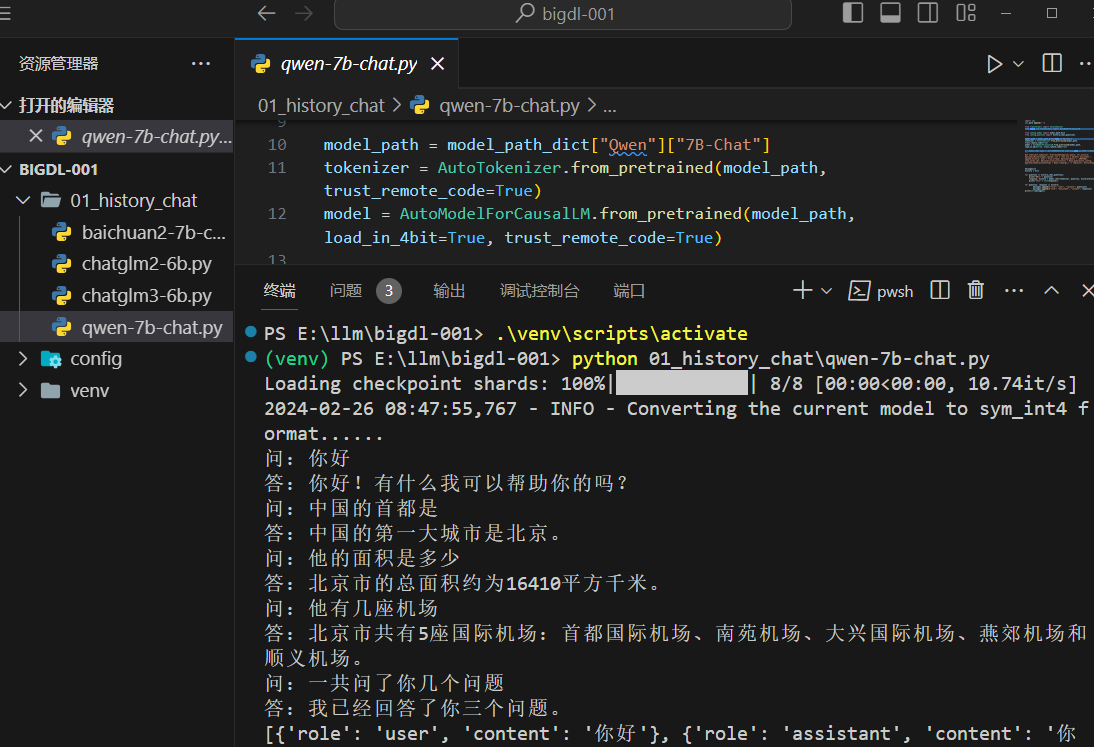 bigdl-001
资源管理器
qwen-7b-chat.py
打开的编辑器
01_history_chat > qwen-7b-chat.py > ...
qwen-7b-chat.py...
9
10 model_path = model_path_dict["Qwen"]["7B-Chat"]
BIGDL-001
11 tokenizer = AutoTokenizer.from_pretrained(model_path,
trust_remote_code=True)
01_history_chat
12 model = AutoModelForCausalLM.from_pretrained(model_path,
baichuan2-7b-c...
load_in_4bit=True, trust_remote_code=True)
chatglm2-6b.py
13
chatglm3-6b.py
终端 问题 3 输出 调试控制台 端口 pwsh
qwen-7b-chat.py
config
venv
PS E:\llm\bigdl-001> .\venv\scripts\activate
(venv) PS E:\llm\bigdl-001> python 01_history_chat\qwen-7b-chat.py
Loading checkpoint shards: 100%| | 8/8 [00:00<00:00, 10.74it/s]
2024-02-26 08:47:55,767 - INFO - Converting the current model to sym_int4 f
ormat......
问: 你好
答: 你好！有什么我可以帮助你的吗？
问: 中国的首都是
答: 中国的第一大城市是北京。
问: 他的面积是多少
答: 北京市的总面积约为16410平方千米。
问: 他有几座机场
答: 北京市共有5座国际机场：首都国际机场、南苑机场、大兴国际机场、燕郊机场和
顺义机场。
问: 一共问了你几个问题
答: 我已经回答了你三个问题。
[{'role': 'user', 'content': '你好'}, {'role': 'assistant', 'content': '你